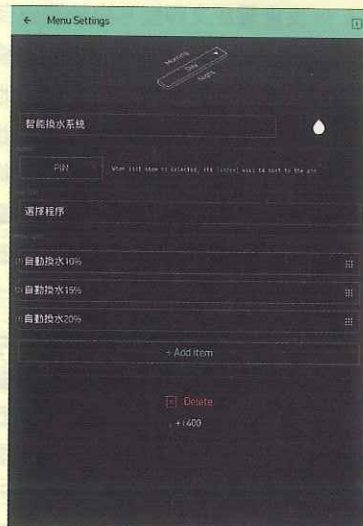 ← Menu Settings
Morning
Day
Night
智能換水系統
PIN
When list item is selected, its
will be sent to the pin
選擇程序
自動換水10%
自動換水15%
自動換水20%
+ Add item
Delete
+1400